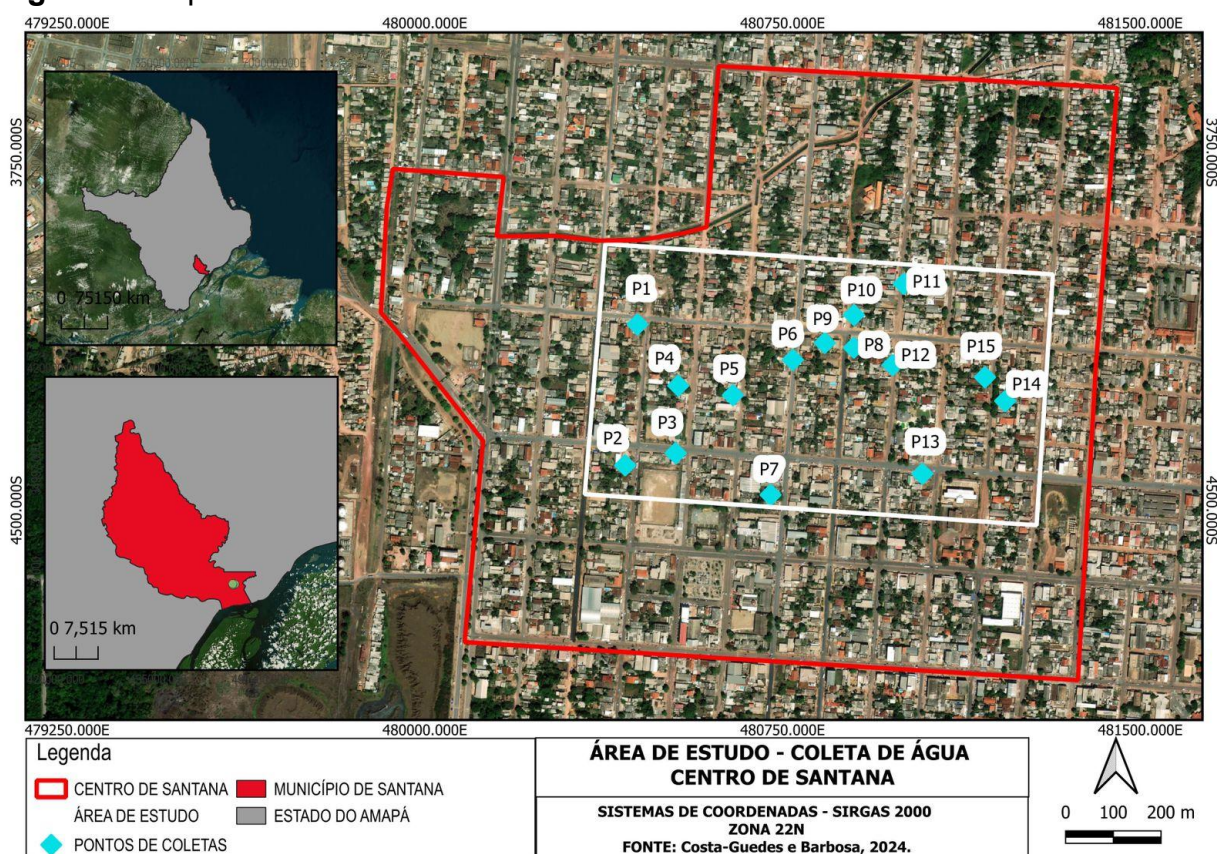 479250.000E 480000.000E 480750.000E 481500.000E
3750.000S
3750.000S
0 75150 km
P1
P11
P10
P9
P6
P8
P4
P5
P12
P15
P14
P3
P2
P7
P13
4500.000S
4500.000S
0 7,515 km
479250.000E 480000.000E 480750.000E 481500.000E
Legenda
CENTRO DE SANTANA
MUNICÍPIO DE SANTANA
ÁREA DE ESTUDO
ESTADO DO AMAPÁ
PONTOS DE COLETAS
ÁREA DE ESTUDO - COLETA DE ÁGUA
CENTRO DE SANTANA
SISTEMAS DE COORDENADAS - SIRGAS 2000
ZONA 22N
FONTE: Costa-Guedes e Barbosa, 2024.
0 100 200 m